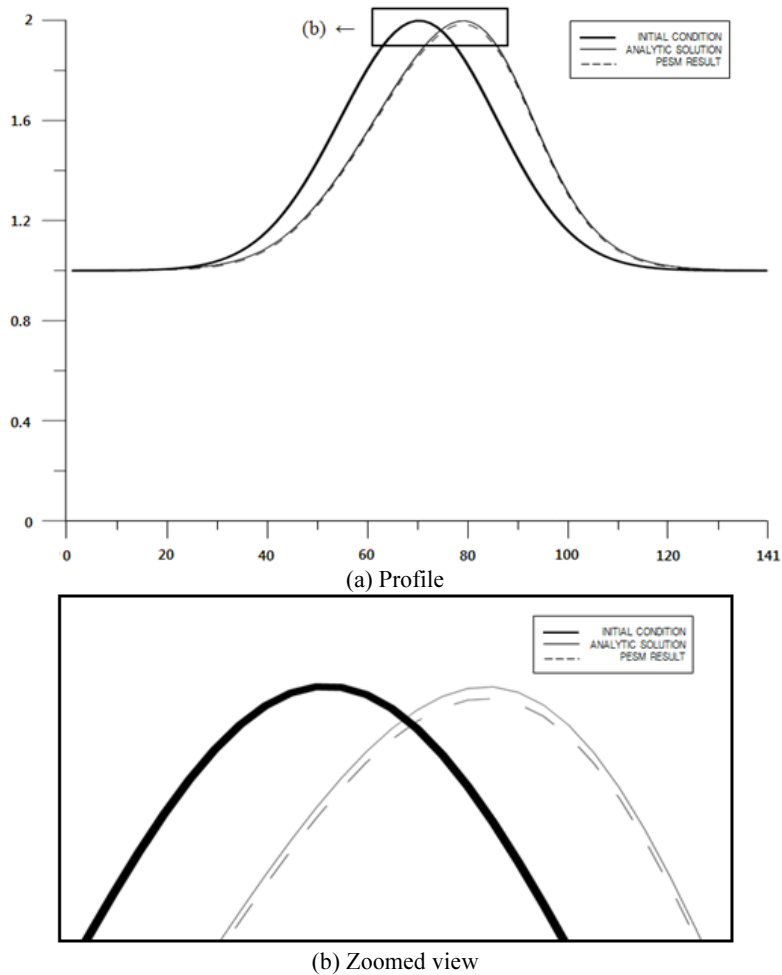 2
(b) ←
INITIAL CONDITION
ANALYTIC SOLUTION
PESM RESULT
1.6
1.2
0.8
0.4
0
0 20 40 60 80 100 120 141
(a) Profile
INITIAL CONDITION
ANALYTIC SOLUTION
PESM RESULT
(b) Zoomed view